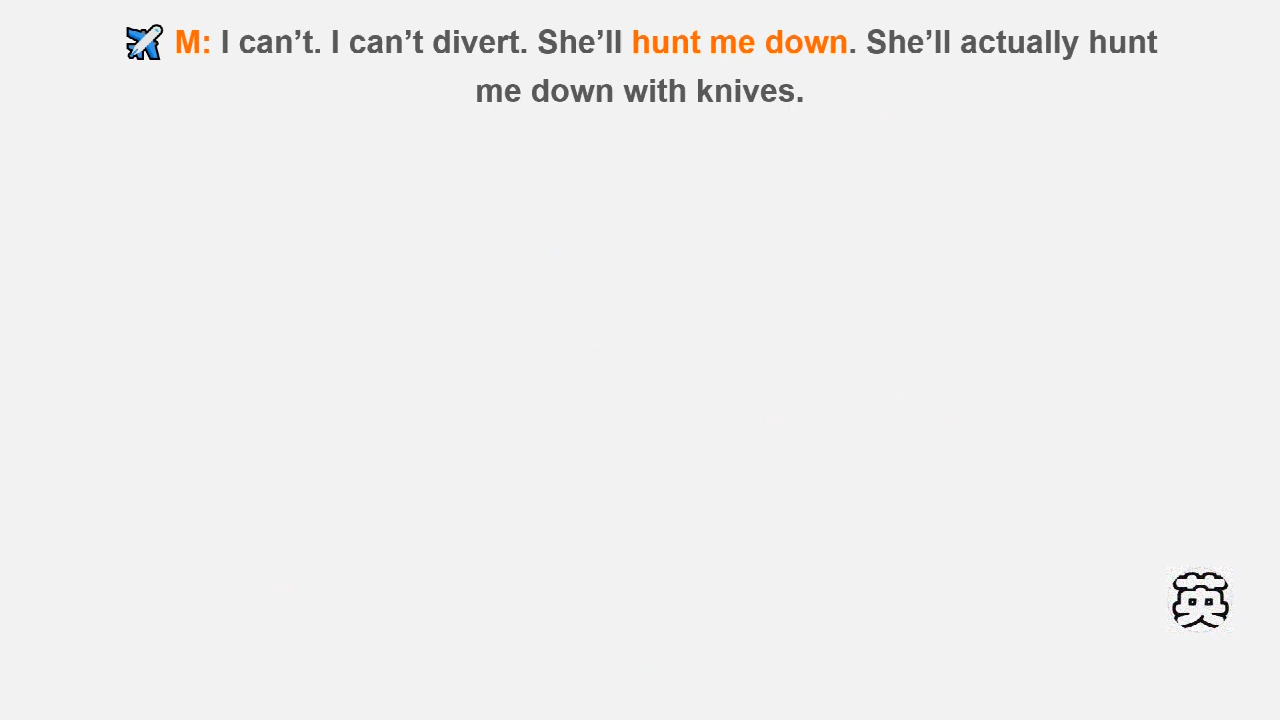 M: I can’t. I can’t divert. She’ll hunt me down. She’ll actually hunt
me down with knives.
英